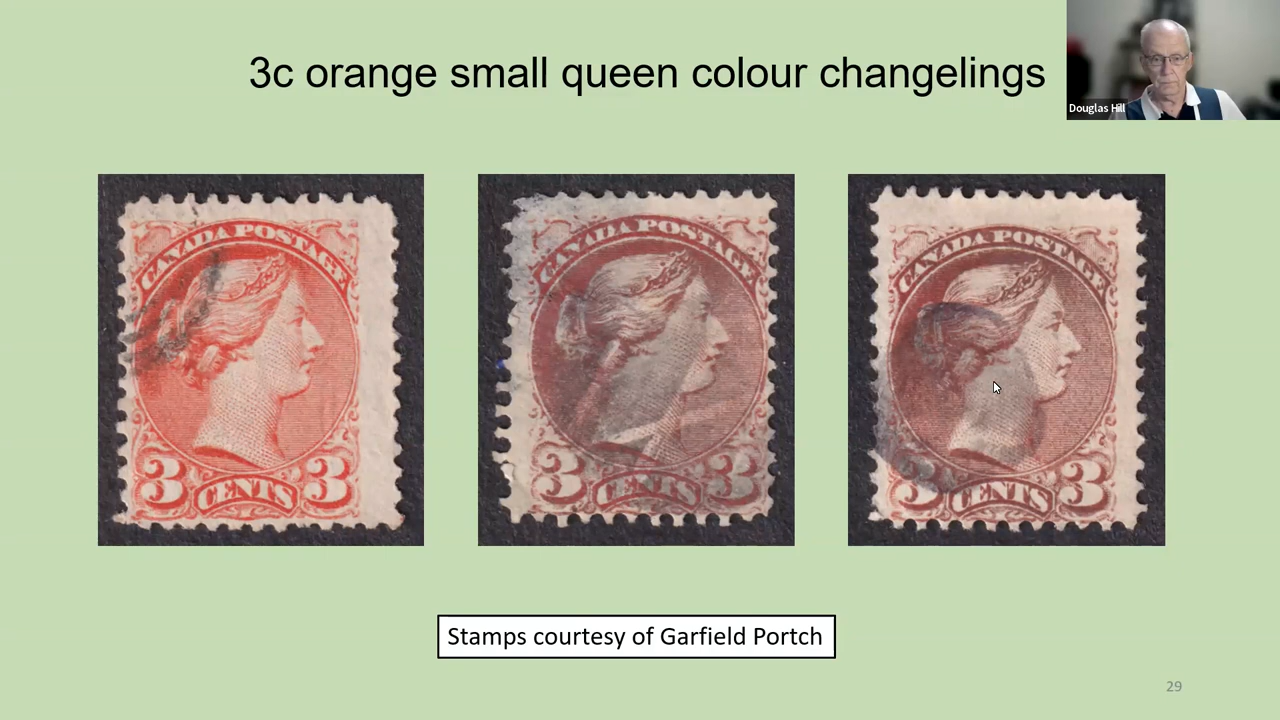 3c orange small queen colour changelings
Douglas Hill
CANADA POSTAGE
3 CENTS 3
CANADA POSTAGE
3 CENTS 3
CANADA POSTAGE
3 CENTS 3
Stamps courtesy of Garfield Portch
29